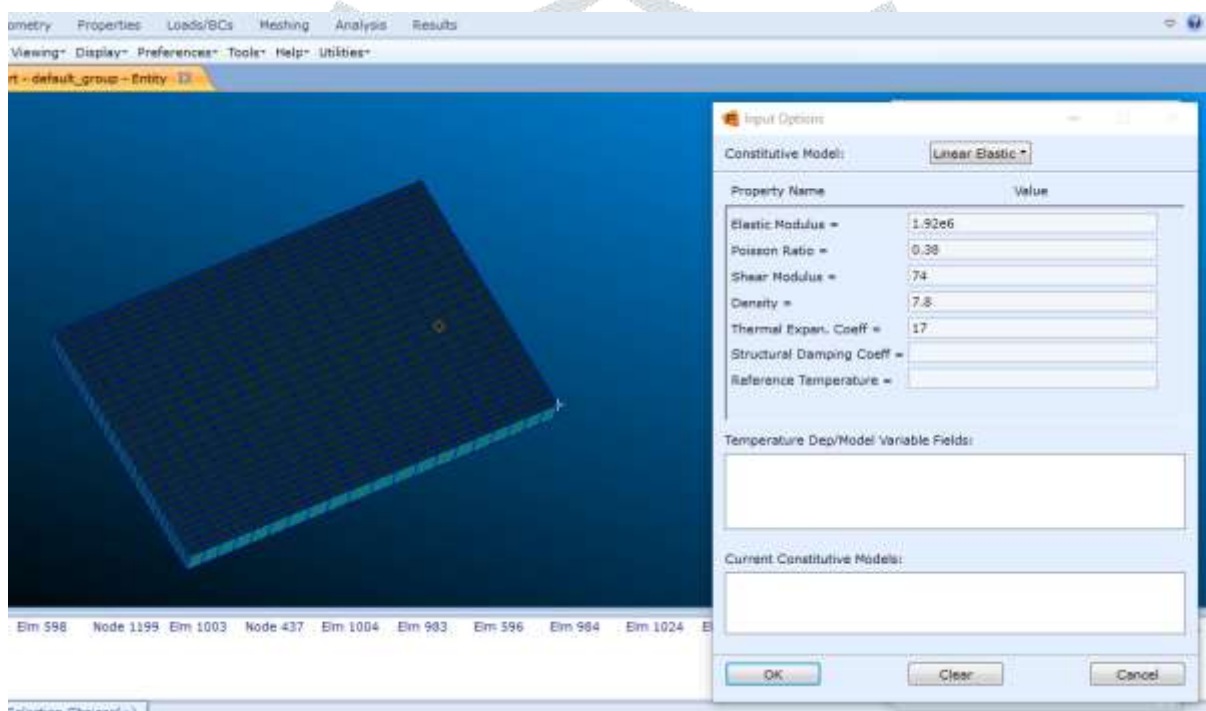 ometry Properties Loads/BCs Meshing Analysis Results
Viewing Display Preferences Tools Help Utilities
rt - default_group - Entity
Input Options
Constitutive Model: Linear Elastic
Property Name Value
Elastic Modulus = 1.92e6
Poisson Ratio = 0.38
Shear Modulus = 74
Density = 7.8
Thermal Expan. Coeff = 17
Structural Damping Coeff =
Reference Temperature =
Temperature Dep/Model Variable Fields:
Current Constitutive Models:
Elm 598 Node 1199 Elm 1003 Node 437 Elm 1004 Elm 983 Elm 596 Elm 984 Elm 1024 E
OK Clear Cancel